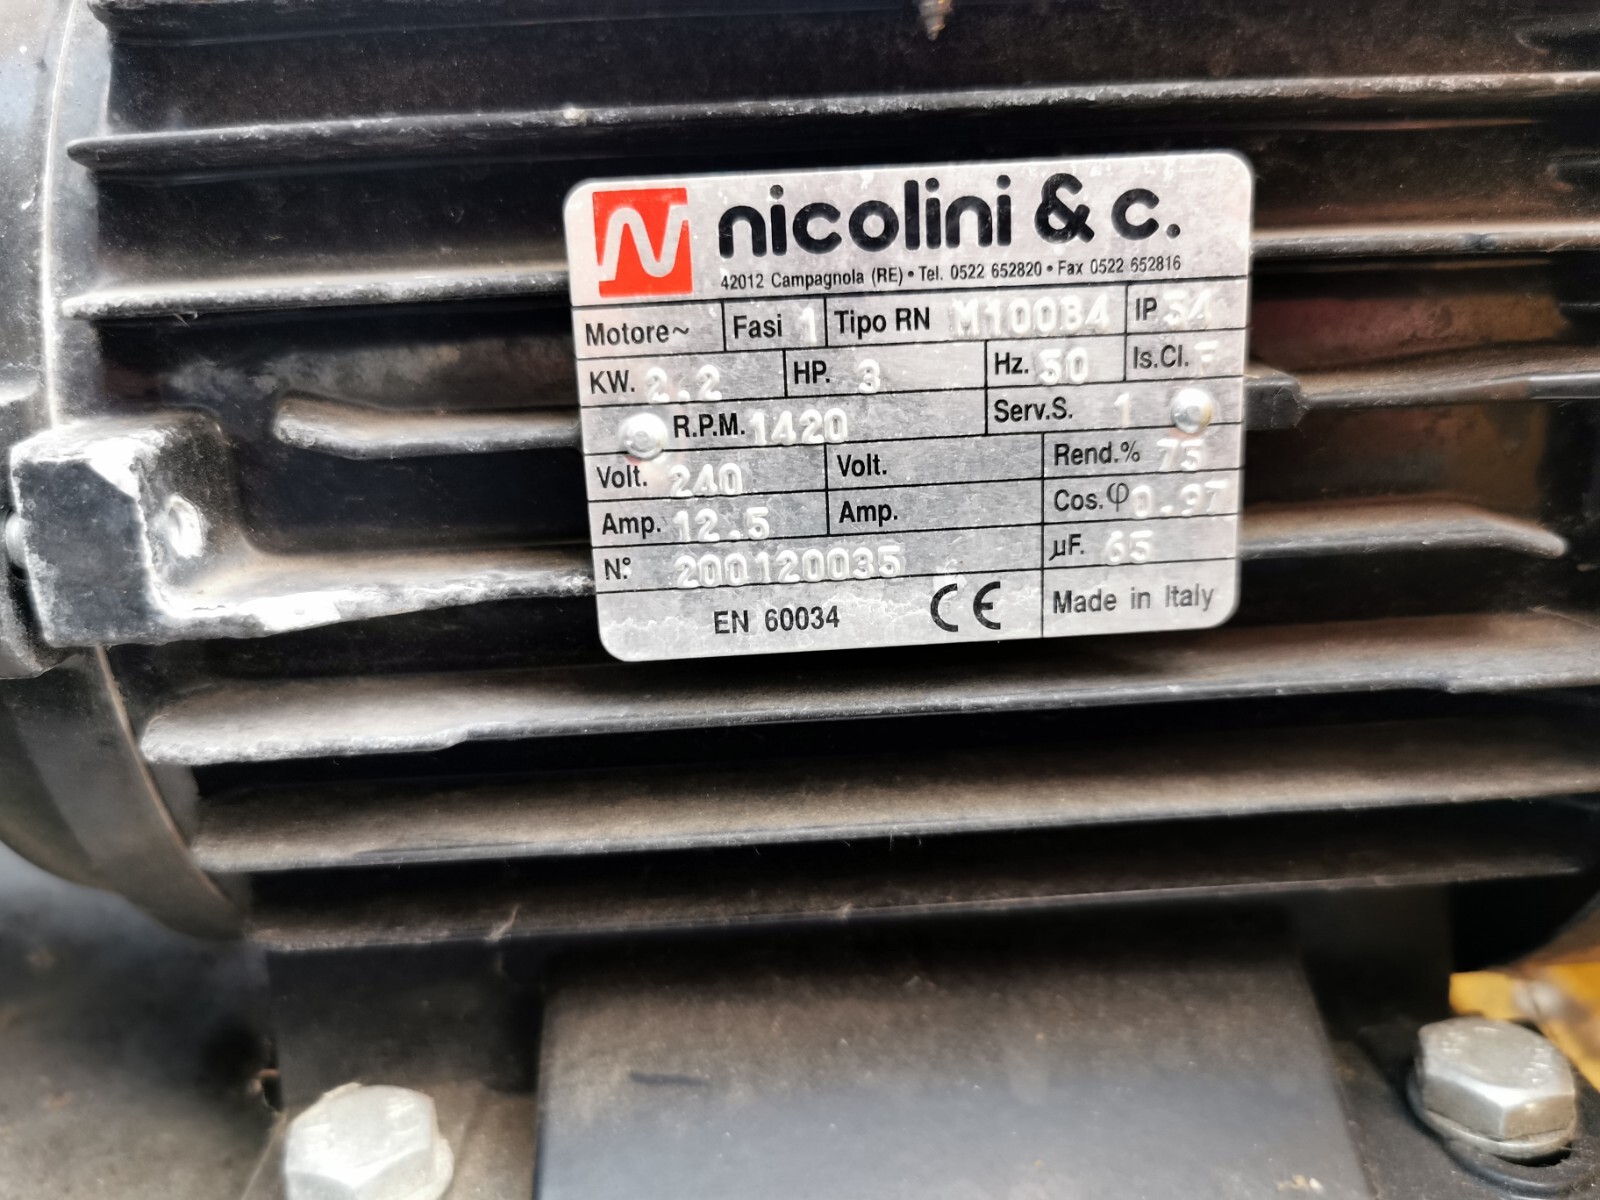 nicolini & c.
42012 Campagnola (RE) • Tel. 0522 652820 • Fax 0522 652816
Motore~ Fasi 1 Tipo RN M100B4 IP 54
KW. 2.2 HP. 3 Hz. 50 Is.Cl. F
R.P.M. 1420 Serv.S. 1
Volt. 240 Volt. Rend.% 75
Amp. 12.5 Amp. Cos.φ 0.97
N° 200120035 µF. 65
EN 60034 CE Made in Italy